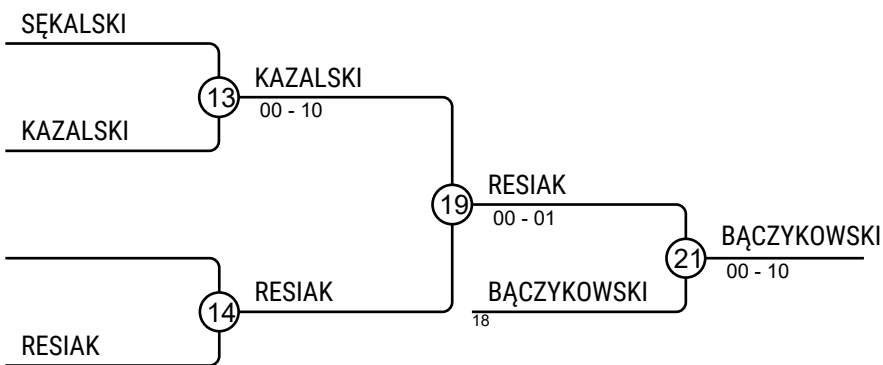 SĘKALSKI
13
KAZALSKI
00 - 10
KAZALSKI
19
RESIAK
00 - 01
21
BĄCZYKOWSKI
00 - 10
14
RESIAK
BĄCZYKOWSKI
18
RESIAK